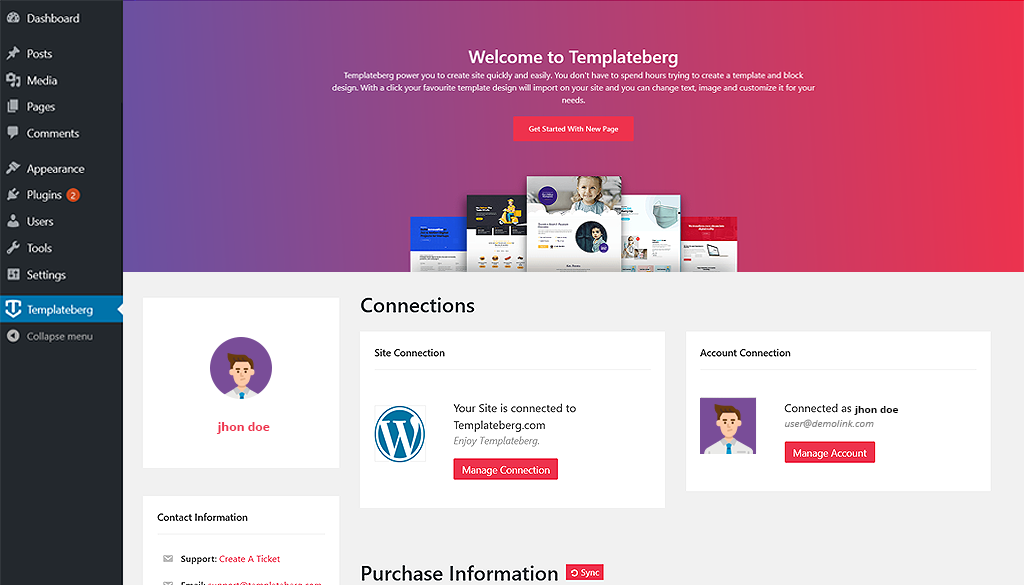 Dashboard
Posts
Media
Pages
Comments
Appearance
Plugins 2
Users
Tools
Settings
Templateberg
Collapse menu
Welcome to Templateberg
Templateberg power you to create site quickly and easily. You don't have to spend hours trying to create a template and block
design. With a click your favourite template design will import on your site and you can change text, image and customize it for your
needs.
Get Started With New Page
jhon doe
Contact Information
Support: Create A Ticket
Email: support@templateberg.com
Connections
Site Connection
Your Site is connected to
Templateberg.com
Enjoy Templateberg.
Manage Connection
Account Connection
Connected as jhon doe
user@demolink.com
Manage Account
Purchase Information
Sync